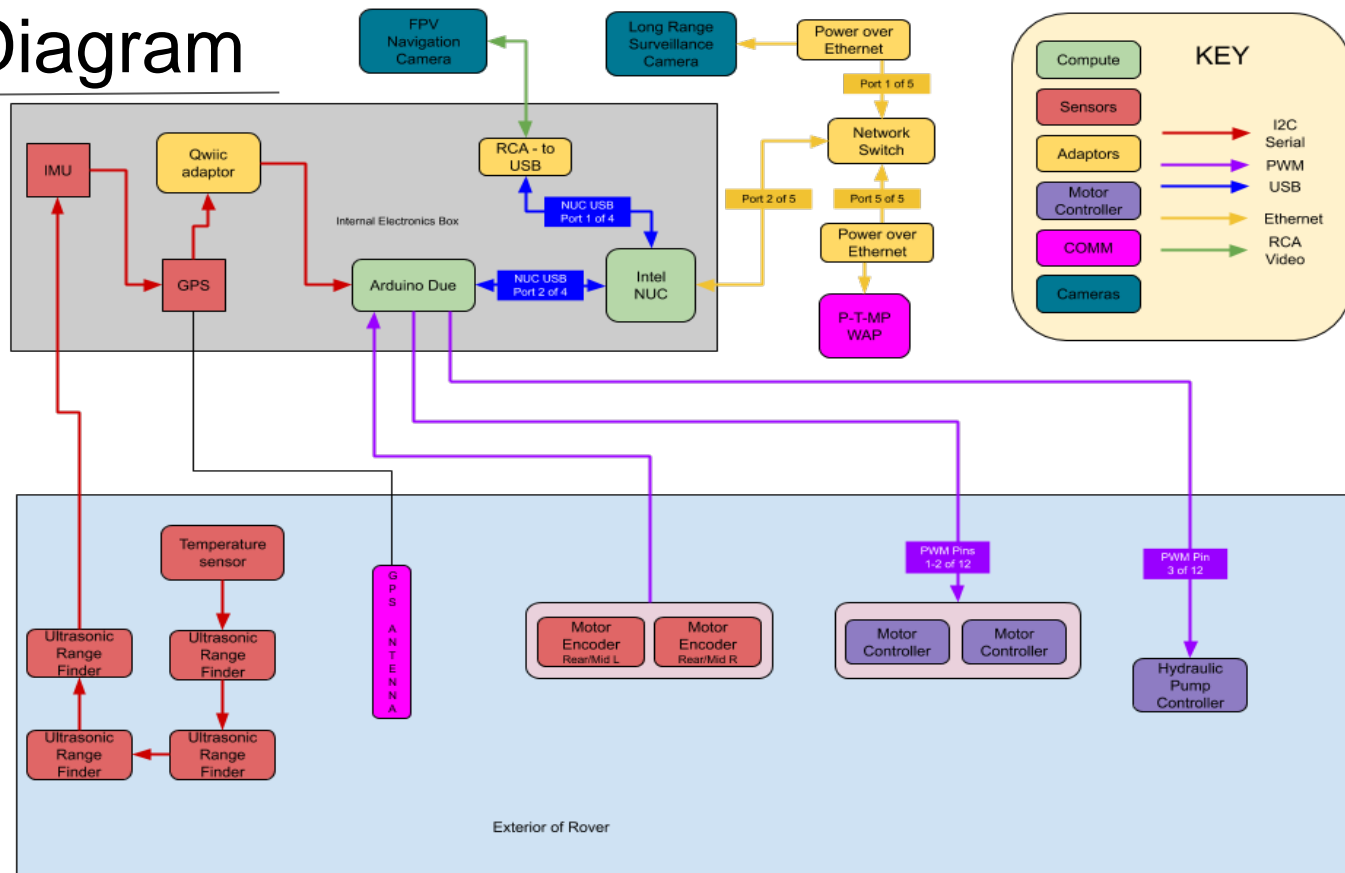 Diagram
FPV
Navigation
Camera
Long Range
Surveillance
Camera
Power over
Ethernet
Port 1 of 5
KEY
Compute
Sensors
Adaptors
Motor
Controller
COMM
Cameras
I2C
Serial
PWM
USB
Ethernet
RCA
Video
IMU
Qwiic
adaptor
RCA - to
USB
Network
Switch
Internal Electronics Box
NUC USB
Port 1 of 4
Port 2 of 5
Port 5 of 5
Power over
Ethernet
GPS
Arduino Due
NUC USB
Port 2 of 4
Intel
NUC
P-T-MP
WAP
Temperature
sensor
Ultrasonic
Range
Finder
Ultrasonic
Range
Finder
Ultrasonic
Range
Finder
Ultrasonic
Range
Finder
GPS ANTENNA
Motor
Encoder
Rear/Mid L
Motor
Encoder
Rear/Mid R
PWM Pins
1-2 of 12
Motor
Controller
Motor
Controller
PWM Pin
3 of 12
Hydraulic
Pump
Controller
Exterior of Rover